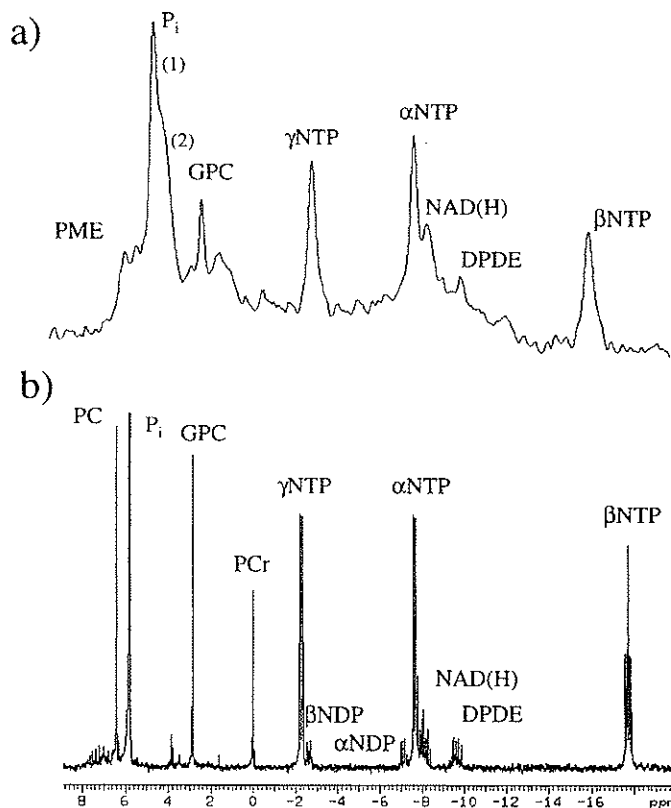 a)
Pi
(1)
(2)
αNTP
γNTP
GPC
NAD(H)
βNTP
PME
DPDE
b)
PC
Pi
GPC
γNTP
αNTP
βNTP
PCr
NAD(H)
βNDP
DPDE
αNDP
8 6 4 2 0 -2 -4 -6 -8 -10 -12 -14 -16 ppm